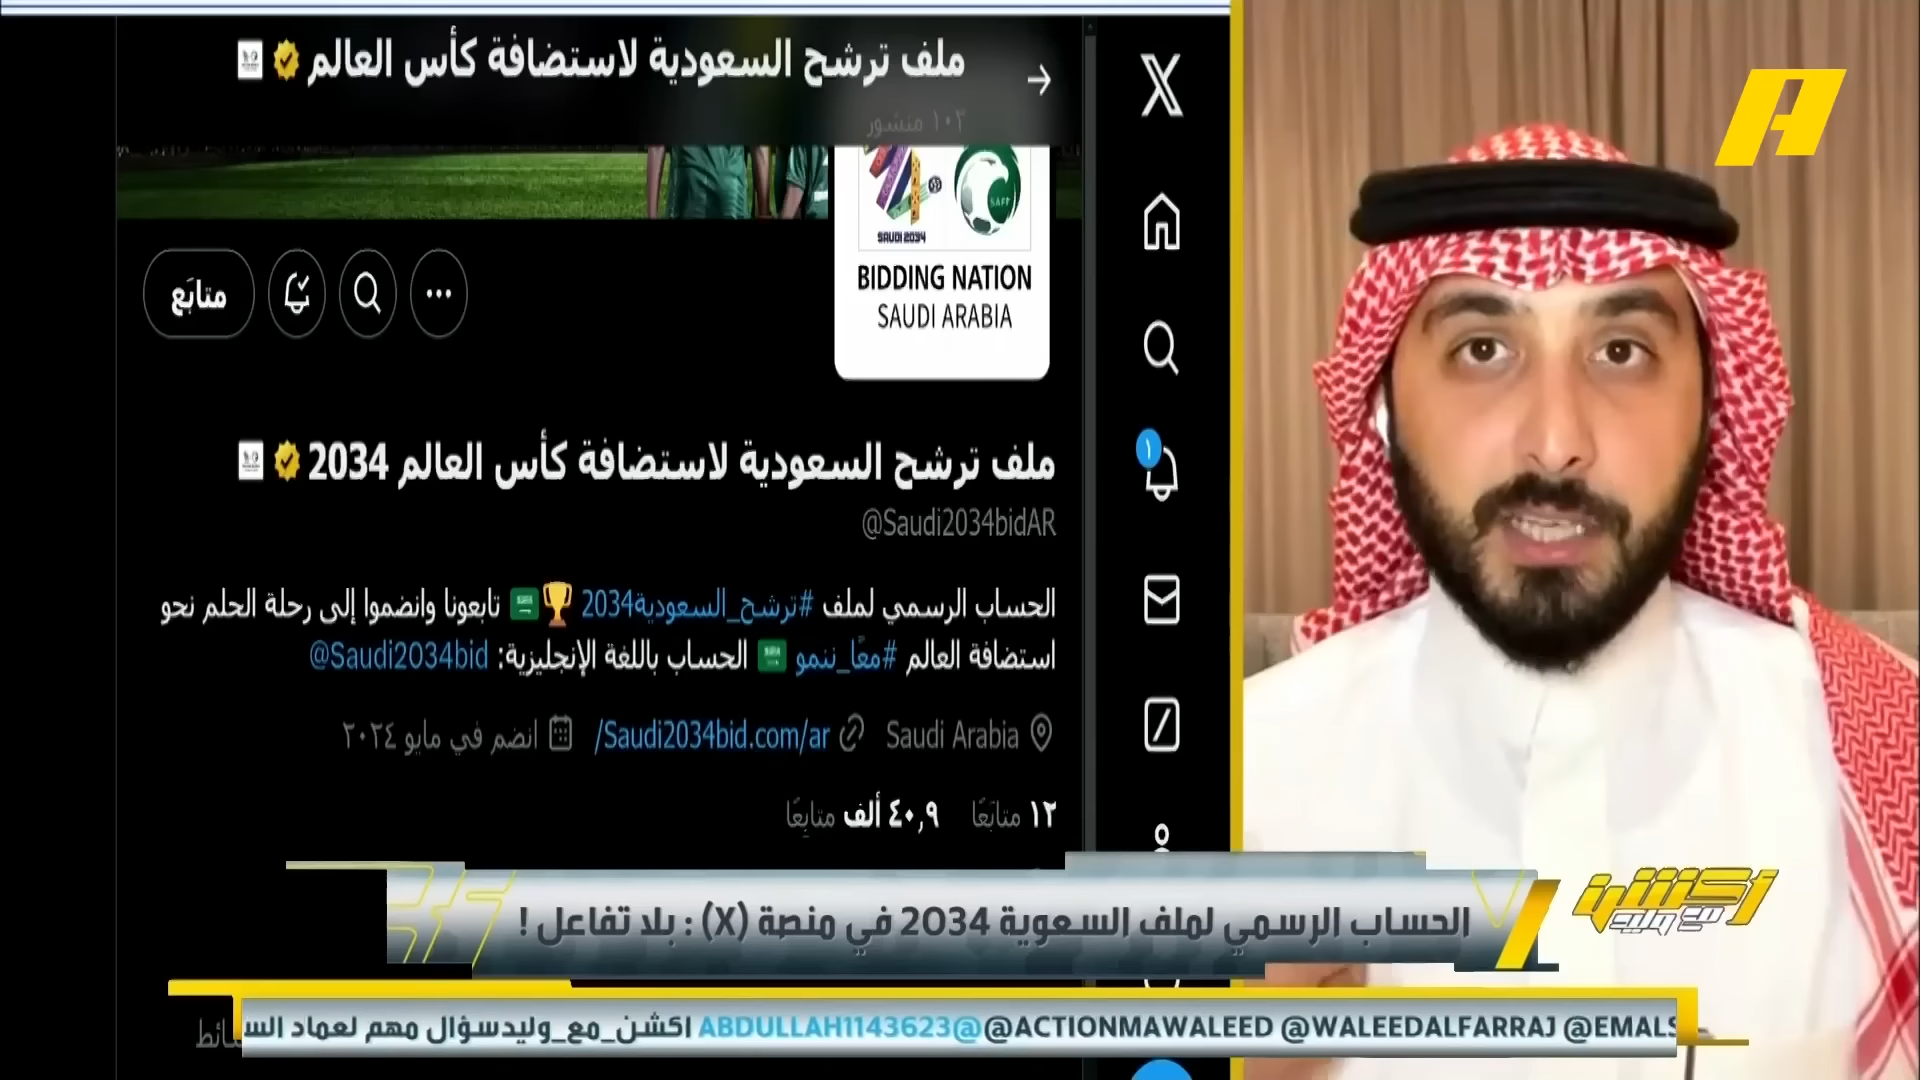 ملف ترشح السعودية لاستضافة كأس العالم
١٠٣ منشور
SAUDI 2034
SAFF
BIDDING NATION
SAUDI ARABIA
متابَع
ملف ترشح السعودية لاستضافة كأس العالم 2034
@Saudi2034bidAR
الحساب الرسمي لملف #ترشح_السعودية2034 🏆🇸🇦 تابعونا وانضموا إلى رحلة الحلم نحو
استضافة العالم #معًا_ننمو 🇸🇦 الحساب باللغة الإنجليزية: @Saudi2034bid
Saudi Arabia Saudi2034bid.com/ar/ انضم في مايو ٢٠٢٤
١٢ متابَعًا ٤٠,٩ ألف متابِعًا
١
الحساب الرسمي لملف السعوية 2034 في منصة (X) : بلا تفاعل !
أكشن مع وليد
ABDULLAH1143623@ اكشن_مع_وليدسؤال مهم لعماد
@ACTIONMAWALEED @WALEEDALFARRAJ